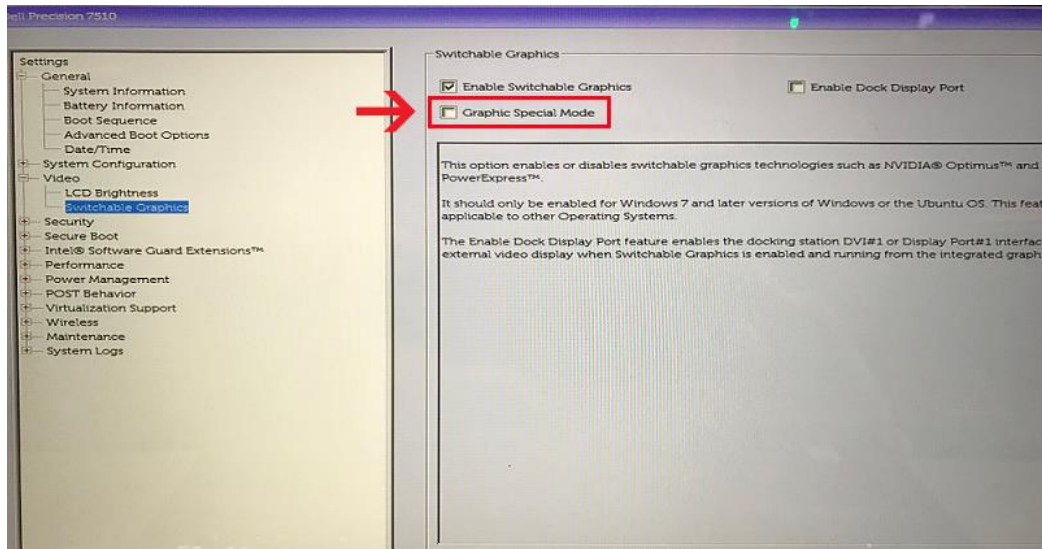 Dell Precision 7510
Settings
General
System Information
Battery Information
Boot Sequence
Advanced Boot Options
Date/Time
System Configuration
Video
LCD Brightness
Switchable Graphics
Security
Secure Boot
Intel® Software Guard Extensions™
Performance
Power Management
POST Behavior
Virtualization Support
Wireless
Maintenance
System Logs
Switchable Graphics
Enable Switchable Graphics
Enable Dock Display Port
Graphic Special Mode
This option enables or disables switchable graphics technologies such as NVIDIA® Optimus™ and
PowerExpress™.
It should only be enabled for Windows 7 and later versions of Windows or the Ubuntu OS. This
applicable to other Operating Systems.
The Enable Dock Display Port feature enables the docking station DVI#1 or Display Port#1
external video display when Switchable Graphics is enabled and running from the integrated